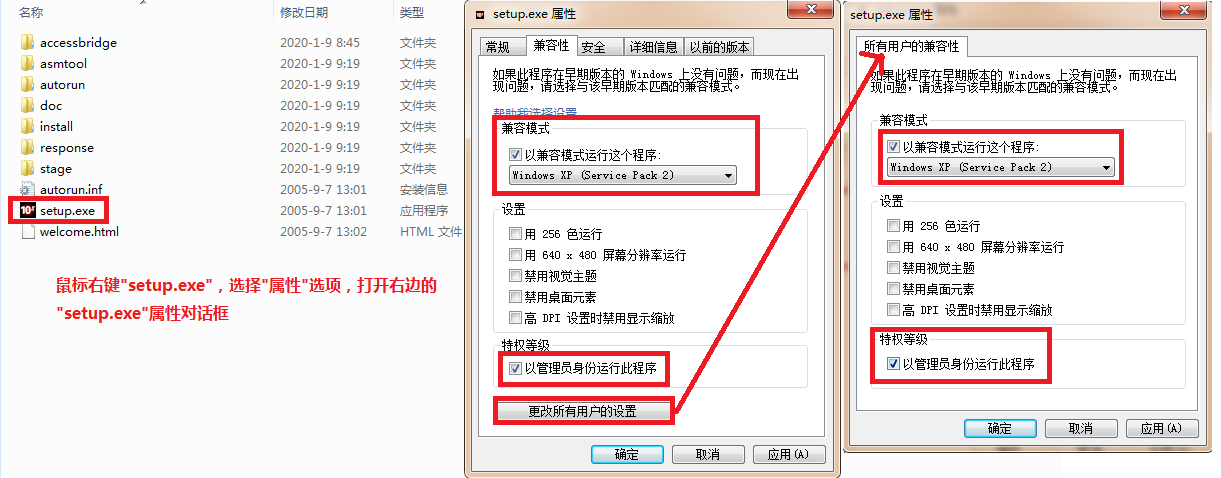 名称 修改日期 类型
accessbridge 2020-1-9 8:45 文件夹
asmtool 2020-1-9 9:19 文件夹
autorun 2020-1-9 9:19 文件夹
doc 2020-1-9 9:19 文件夹
install 2020-1-9 9:19 文件夹
response 2020-1-9 9:19 文件夹
stage 2020-1-9 9:19 文件夹
autorun.inf 2005-9-7 13:01 安装信息
setup.exe 2005-9-7 13:01 应用程序
welcome.html 2005-9-7 13:02 HTML 文件
鼠标右键"setup.exe"，选择"属性"选项，打开右边的
"setup.exe"属性对话框
setup.exe 属性
常规 兼容性 安全 详细信息 以前的版本
如果此程序在早期版本的 Windows 上没有问题，而现在出
现问题，请选择与该早期版本匹配的兼容模式。
帮助我选择设置
兼容模式
以兼容模式运行这个程序:
Windows XP (Service Pack 2)
设置
用 256 色运行
用 640 x 480 屏幕分辨率运行
禁用视觉主题
禁用桌面元素
高 DPI 设置时禁用显示缩放
特权等级
以管理员身份运行此程序
更改所有用户的设置
确定 取消 应用(A)
setup.exe 属性
所有用户的兼容性
如果此程序在早期版本的 Windows 上没有问题，而现在出
现问题，请选择与该早期版本匹配的兼容模式。
兼容模式
以兼容模式运行这个程序:
Windows XP (Service Pack 2)
设置
用 256 色运行
用 640 x 480 屏幕分辨率运行
禁用视觉主题
禁用桌面元素
高 DPI 设置时禁用显示缩放
特权等级
以管理员身份运行此程序
确定 取消 应用(A)